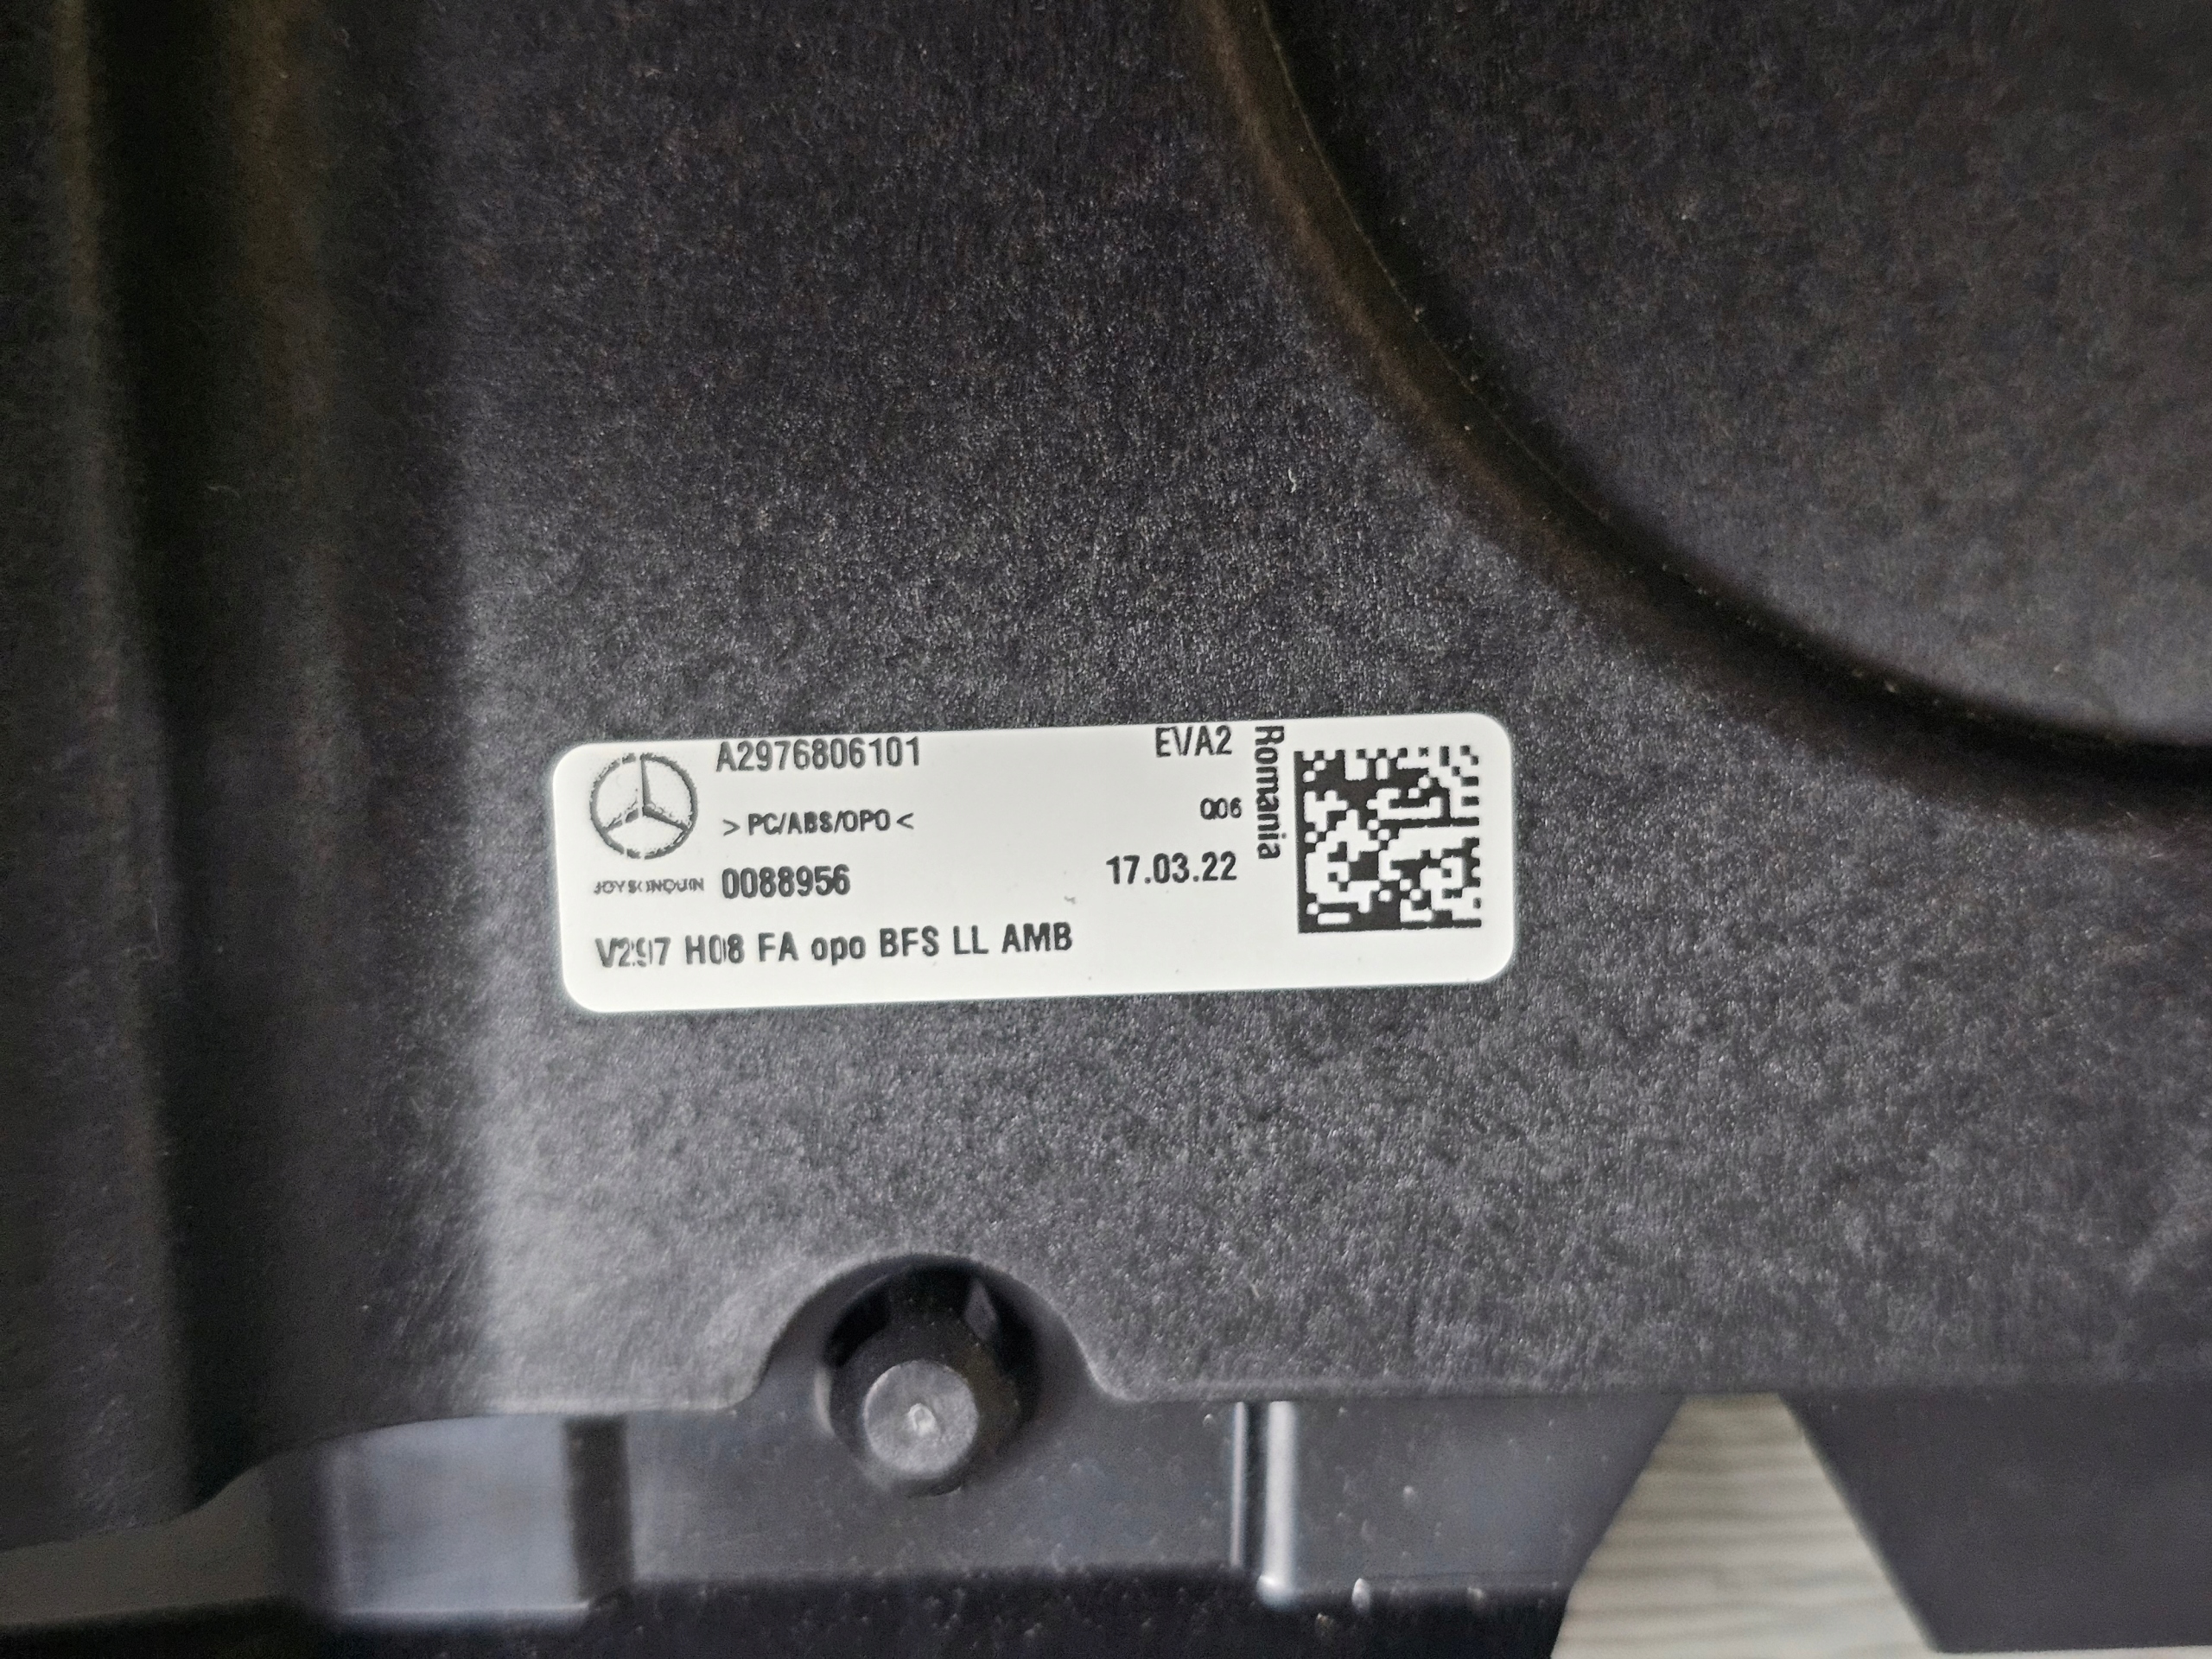 A2976806101 EVA2
>PC/ABS/OPO< Q06
JOYSONQUIN 0088956 17.03.22
V297 H08 FA opo BFS LL AMB
Romania